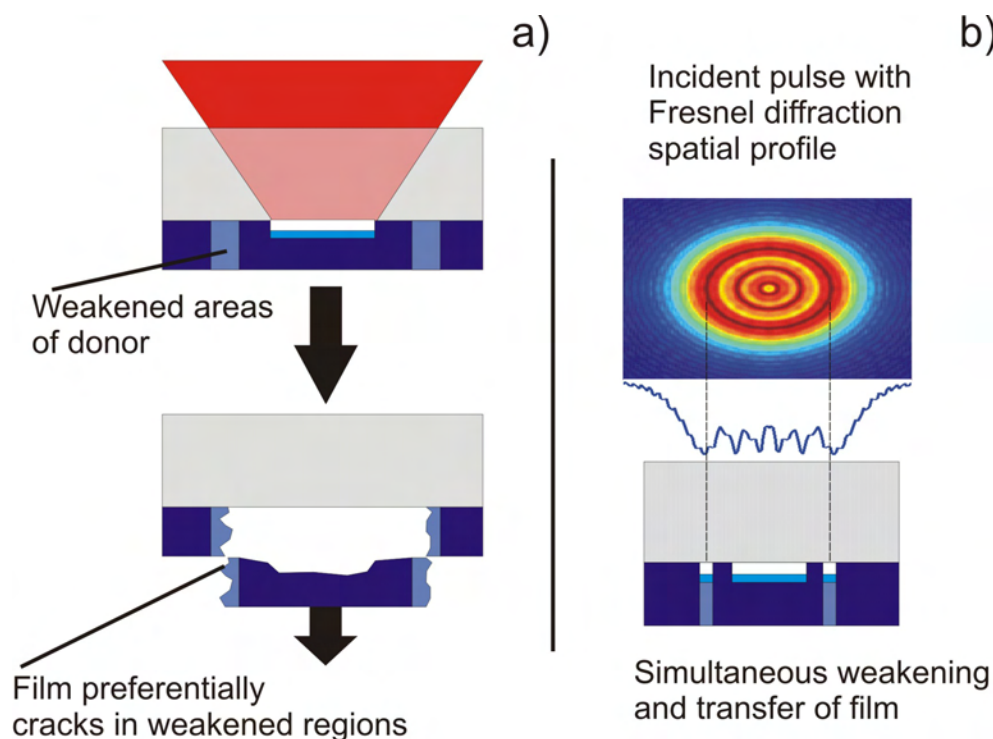 a)
Weakened areas
of donor
Film preferentially
cracks in weakened regions
b)
Incident pulse with
Fresnel diffraction
spatial profile
Simultaneous weakening
and transfer of film